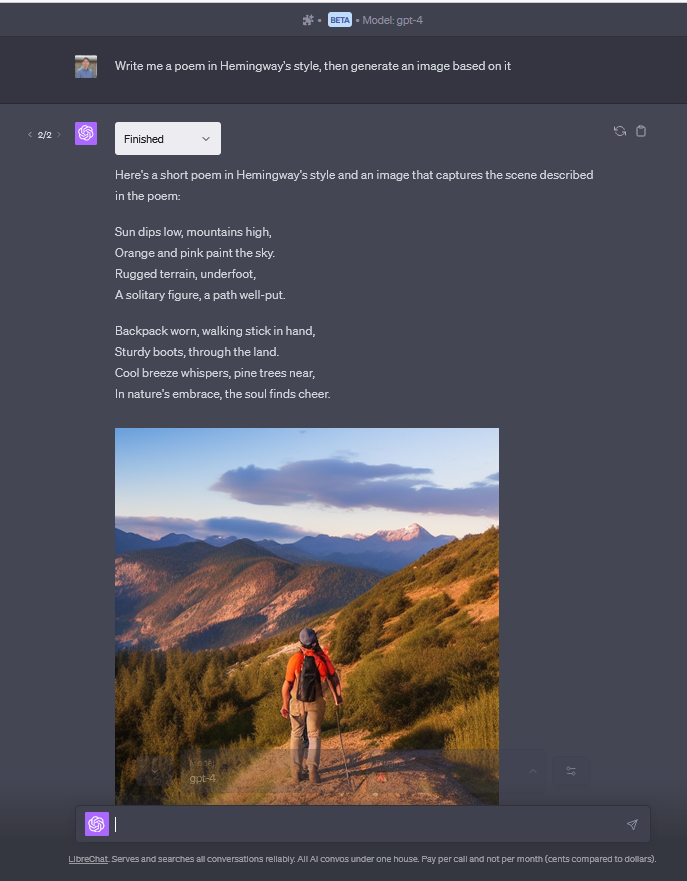 BETA • Model: gpt-4
Write me a poem in Hemingway's style, then generate an image based on it
2/2
Finished
Here's a short poem in Hemingway's style and an image that captures the scene described
in the poem:
Sun dips low, mountains high,
Orange and pink paint the sky.
Rugged terrain, underfoot,
A solitary figure, a path well-put.
Backpack worn, walking stick in hand,
Sturdy boots, through the land.
Cool breeze whispers, pine trees near,
In nature's embrace, the soul finds cheer.
gpt-4
LibreChat. Serves and searches all conversations reliably. All AI convos under one house. Pay per call and not per month (cents compared to dollars).